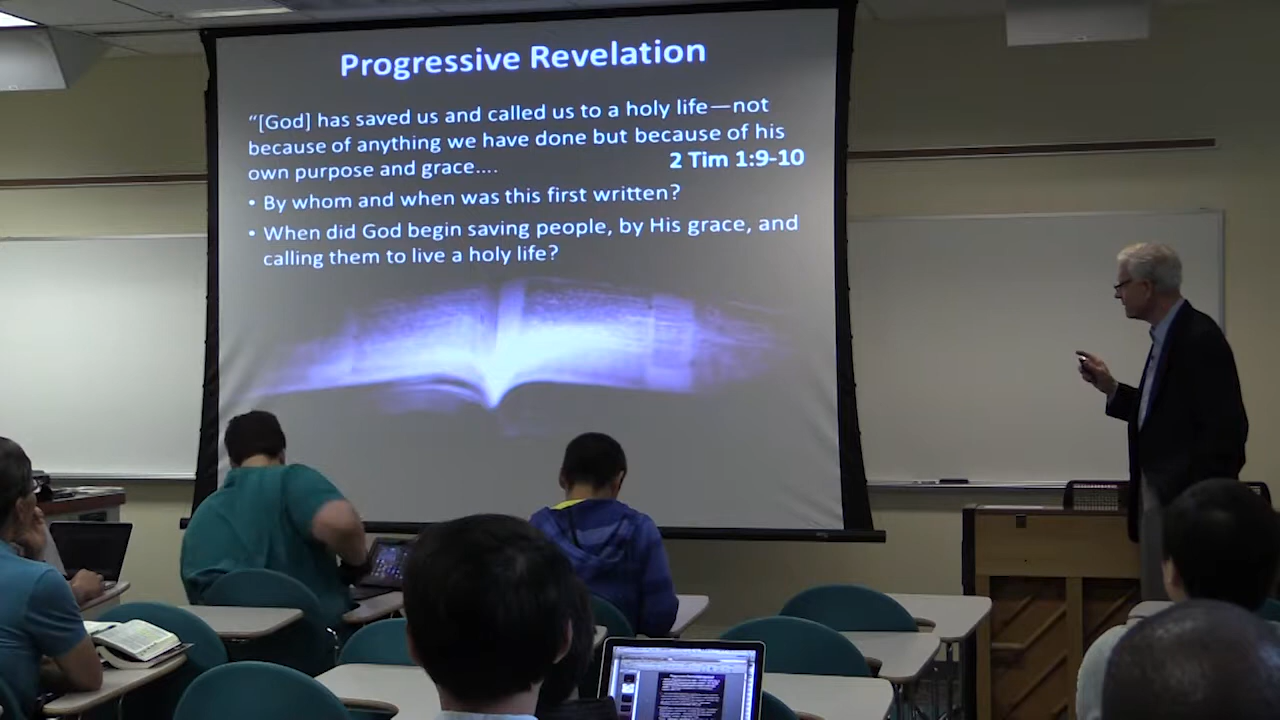 Progressive Revelation
“[God] has saved us and called us to a holy life—not
because of anything we have done but because of his
own purpose and grace.... 2 Tim 1:9-10
• By whom and when was this first written?
• When did God begin saving people, by His grace, and
calling them to live a holy life?